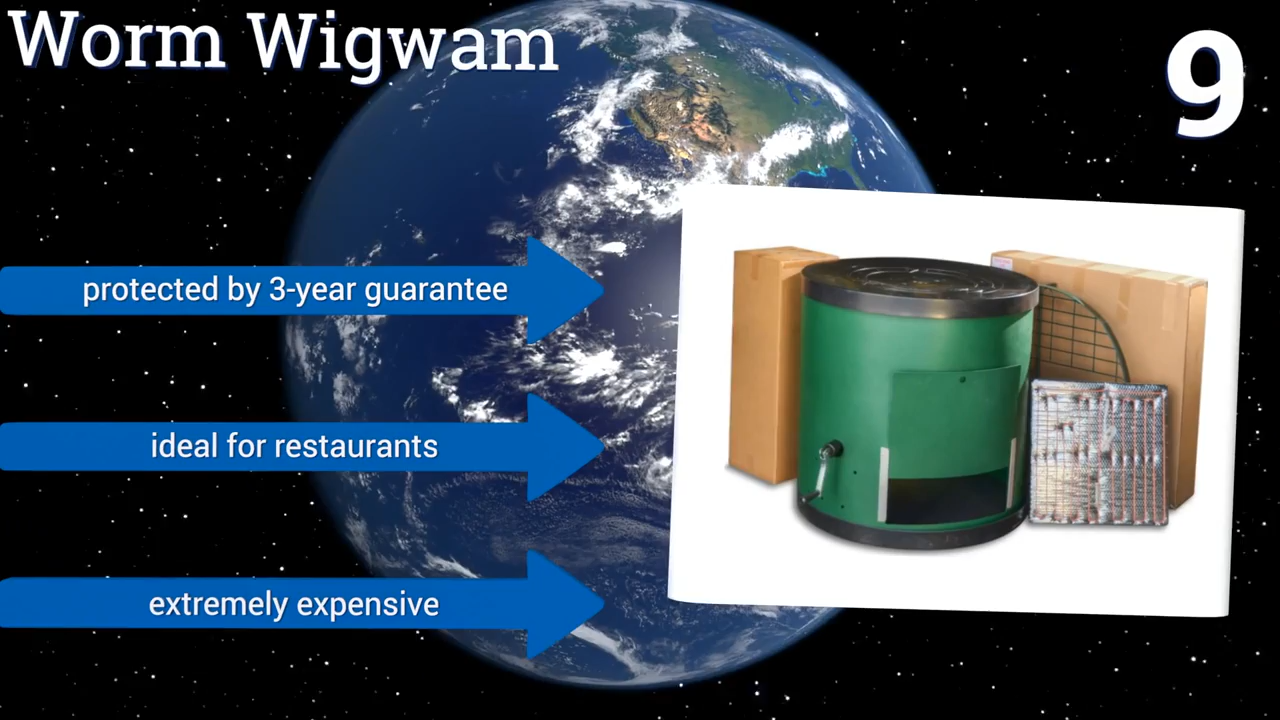 Worm Wigwam
9
protected by 3-year guarantee
ideal for restaurants
extremely expensive